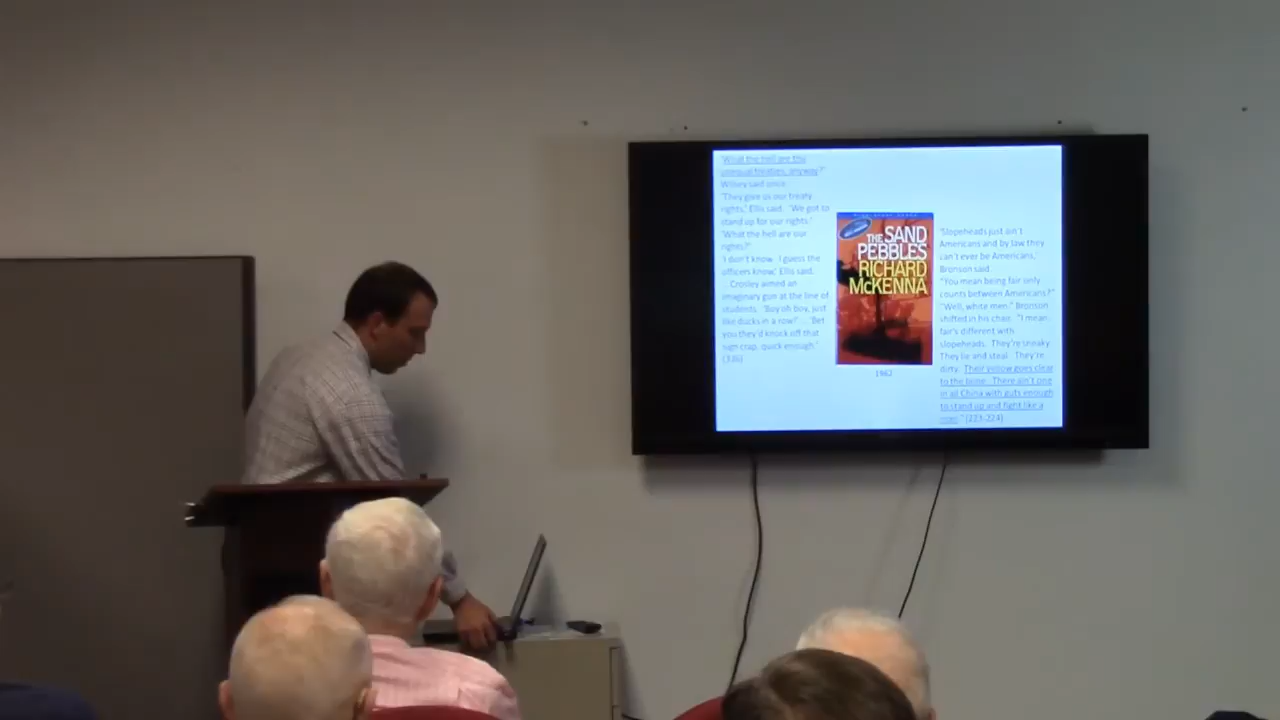 "What the hell are the
unequal treaties, anyway?"
Wilsey said once.
'They give us our treaty
rights,' Ellis said. 'We got to
stand up for our rights.'
'What the hell are our
rights?'
'I don't know. I guess the
officers know,' Ellis said.
Crosley aimed an
imaginary gun at the line of
students. 'Boy oh boy, just
like ducks in a row!' 'Bet
you they'd knock off that
sign crap, quick enough.'
(336)
THE SAND
PEBBLES
RICHARD
McKENNA
1962
'Slopeheads just ain't
Americans and by law they
can't ever be Americans,'
Bronson said.
"You mean being fair only
counts between Americans?"
"Well, white men." Bronson
shifted in his chair. "I mean
fair's different with
slopeheads. They're sneaky.
They lie and steal. They're
dirty. Their yellow goes clear
to the bone. There ain't one
in all China with guts enough
to stand up and fight like a
man." (223-224)